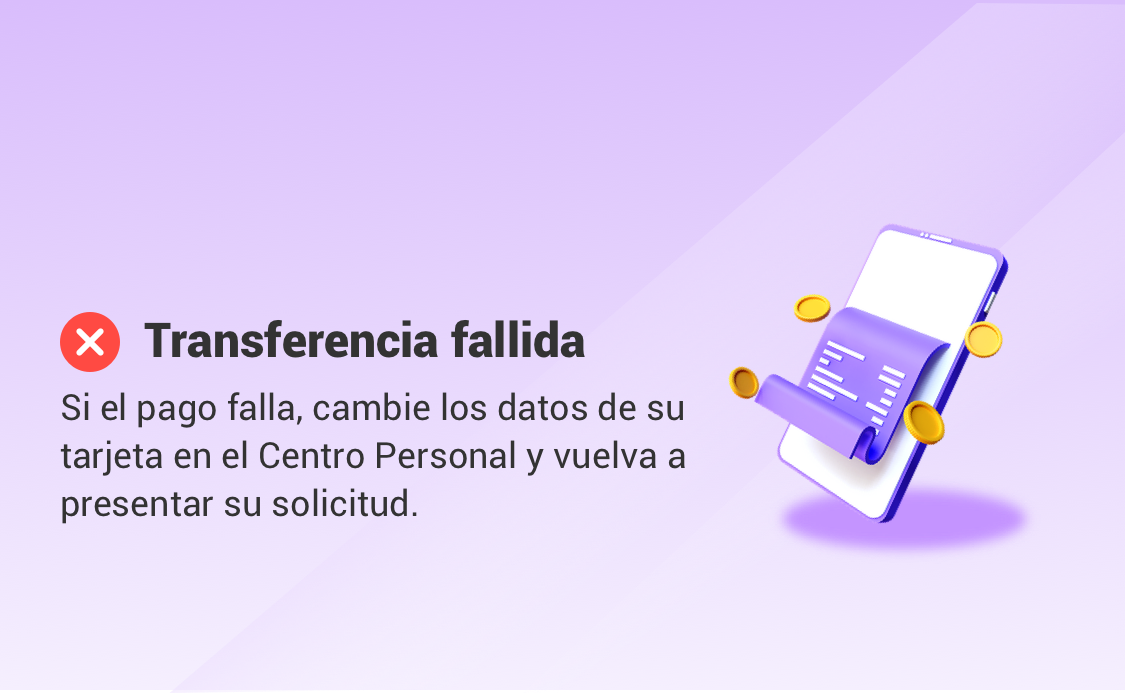 Transferencia fallida
Si el pago falla, cambie los datos de su
tarjeta en el Centro Personal y vuelva a
presentar su solicitud.